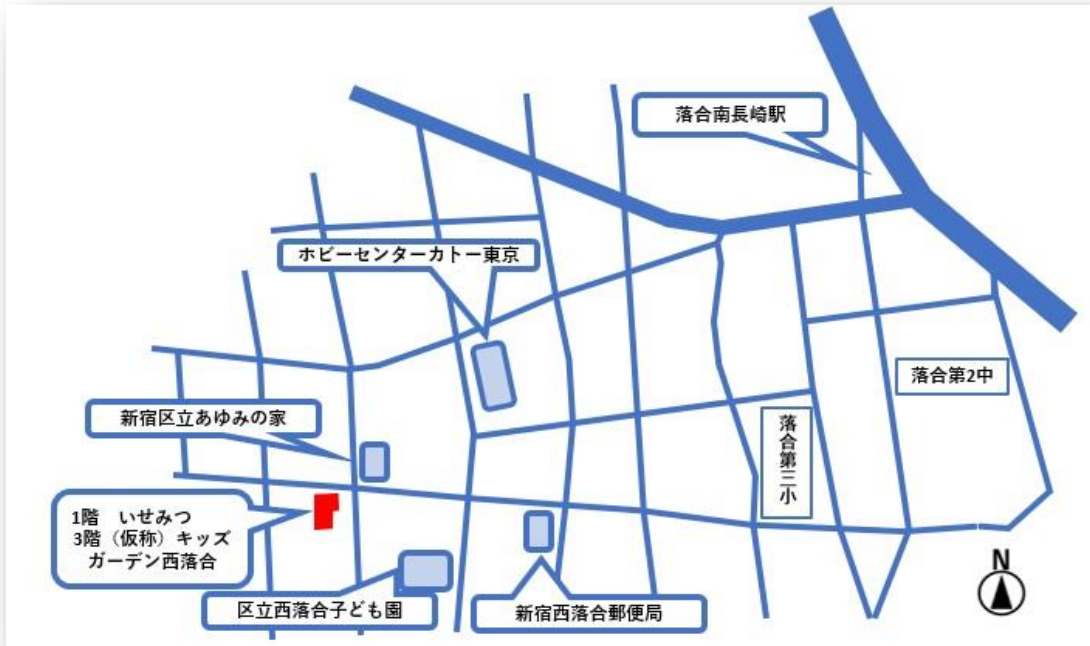 落合南長崎駅
ホビーセンターカトー東京
落合第2中
新宿区立あゆみの家
落合第三小
1階　いせみつ
3階（仮称）キッズ
ガーデン西落合
N
区立西落合子ども園
新宿西落合郵便局